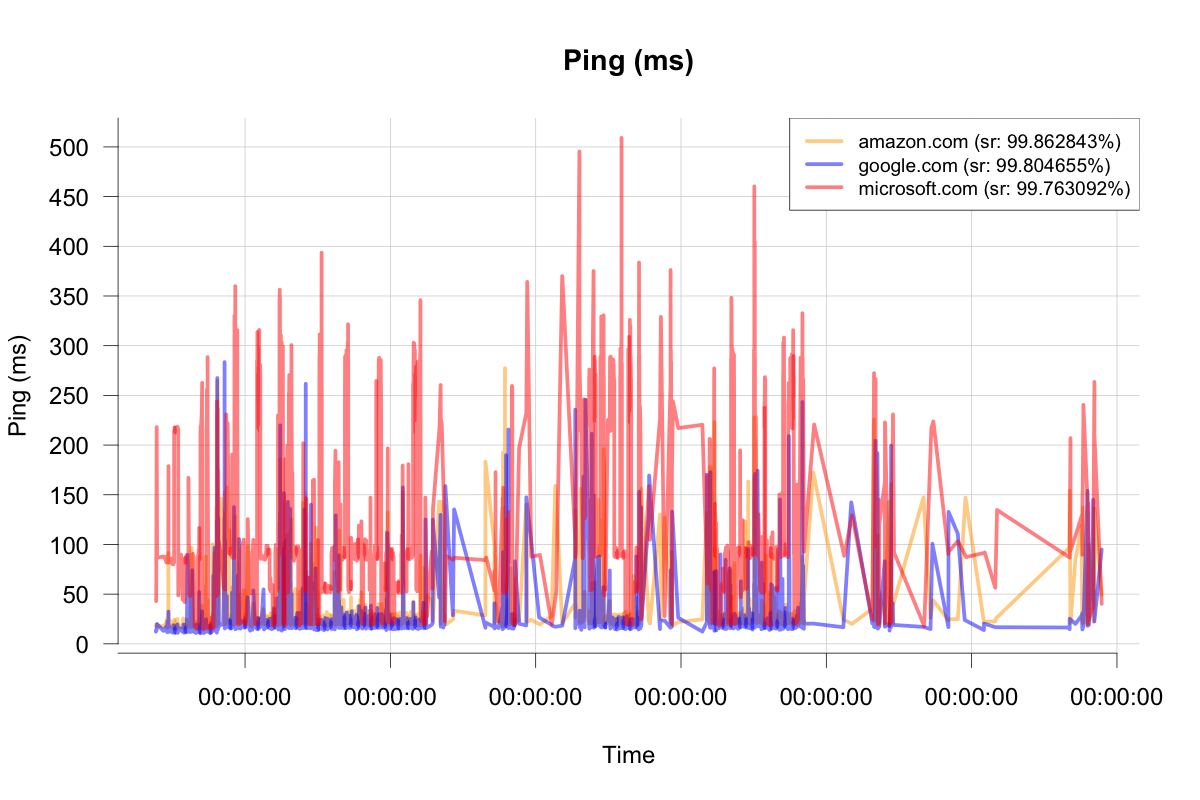 Ping (ms)
amazon.com (sr: 99.862843%)
google.com (sr: 99.804655%)
microsoft.com (sr: 99.763092%)
500
450
400
350
300
250
200
150
100
50
0
Ping (ms)
00:00:00 00:00:00 00:00:00 00:00:00 00:00:00 00:00:00 00:00:00
Time